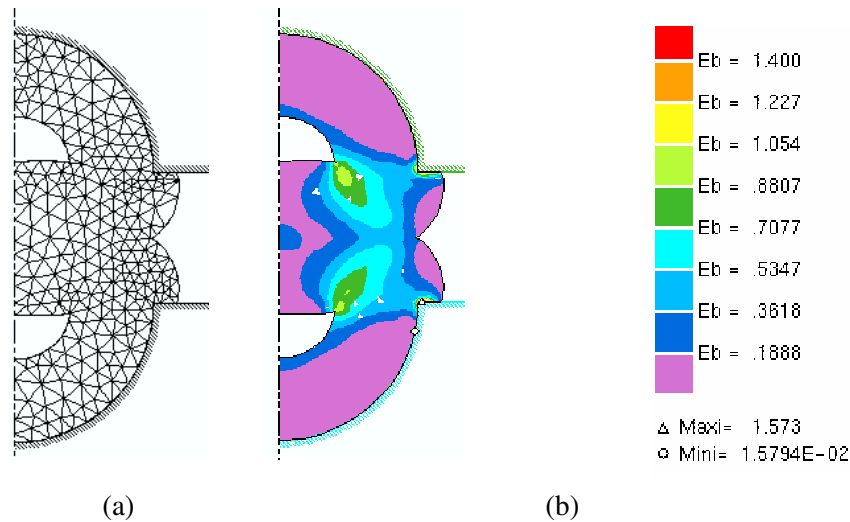 Eb = 1.400
Eb = 1.227
Eb = 1.054
Eb = .8807
Eb = .7077
Eb = .5347
Eb = .3618
Eb = .1888
Maxi= 1.573
Mini= 1.5794E-02
(a)
(b)